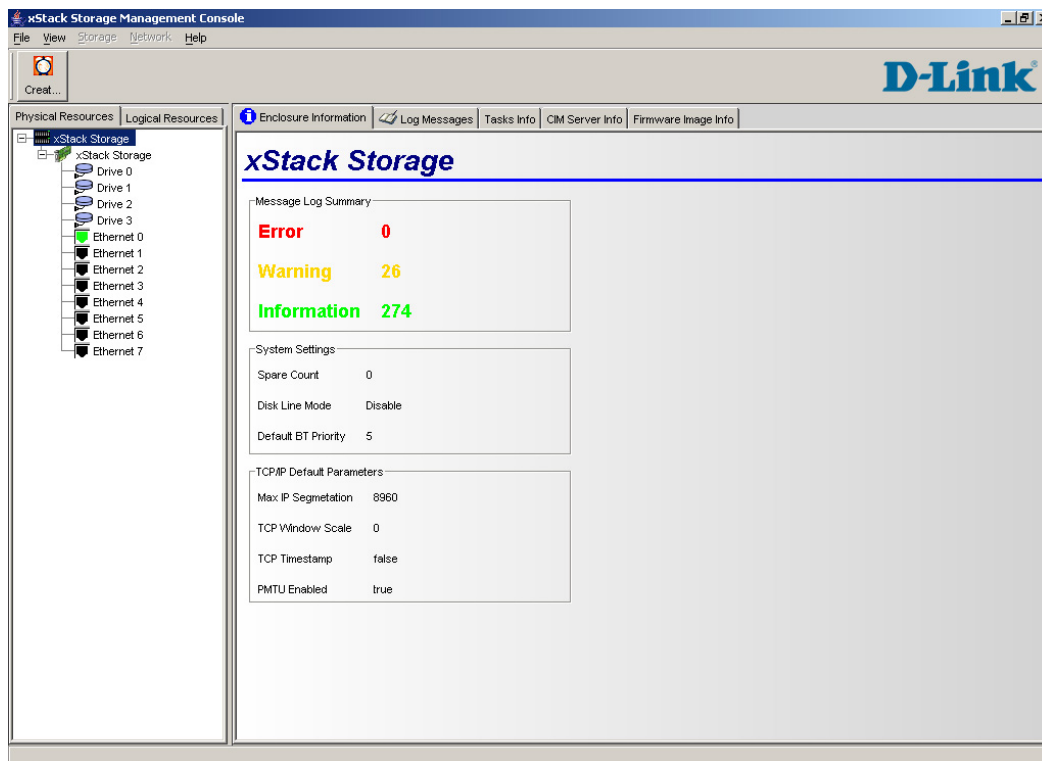 xStack Storage Management Console
File View Storage Network Help
Creat...
D-Link®
Physical Resources Logical Resources
Enclosure Information Log Messages Tasks Info CIM Server Info Firmware Image Info
xStack Storage
xStack Storage
Drive 0
Drive 1
Drive 2
Drive 3
Ethernet 0
Ethernet 1
Ethernet 2
Ethernet 3
Ethernet 4
Ethernet 5
Ethernet 6
Ethernet 7
xStack Storage
Message Log Summary
Error 0
Warning 26
Information 274
System Settings
Spare Count 0
Disk Line Mode Disable
Default BT Priority 5
TCP/IP Default Parameters
Max IP Segmetation 8960
TCP Window Scale 0
TCP Timestamp false
PMTU Enabled true